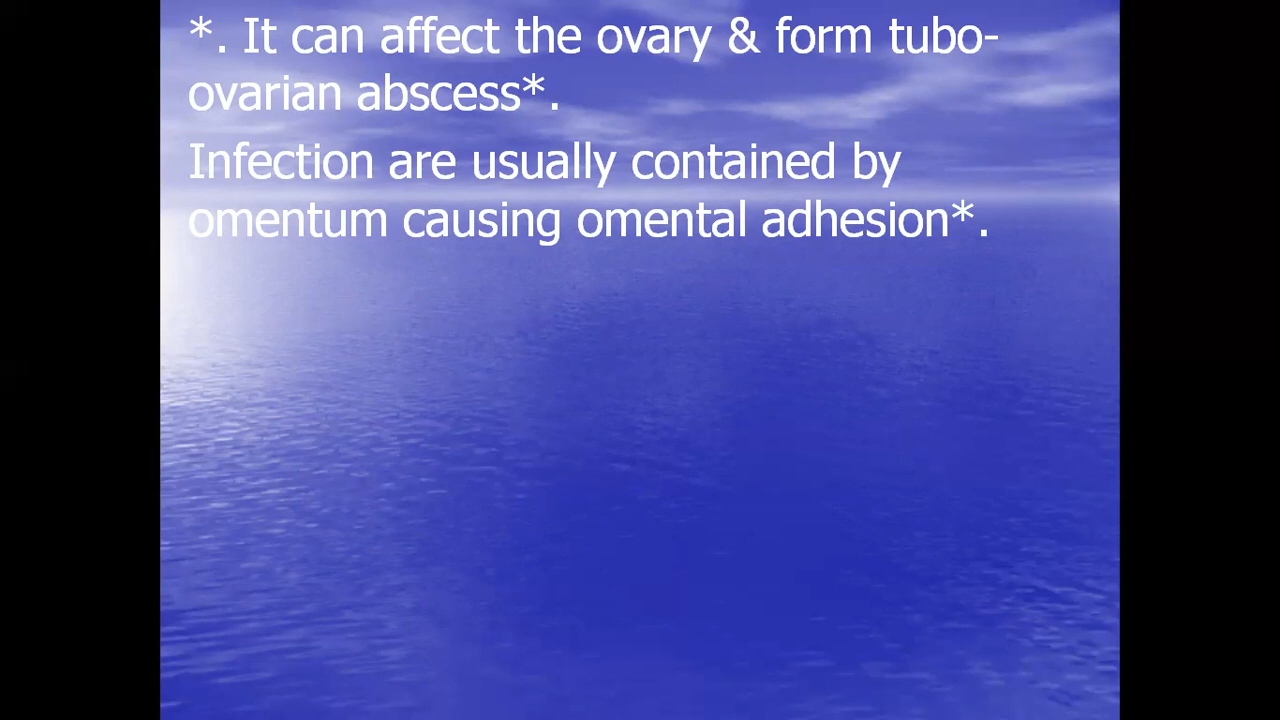 *. It can affect the ovary & form tubo-
ovarian abscess*.
Infection are usually contained by
omentum causing omental adhesion*.